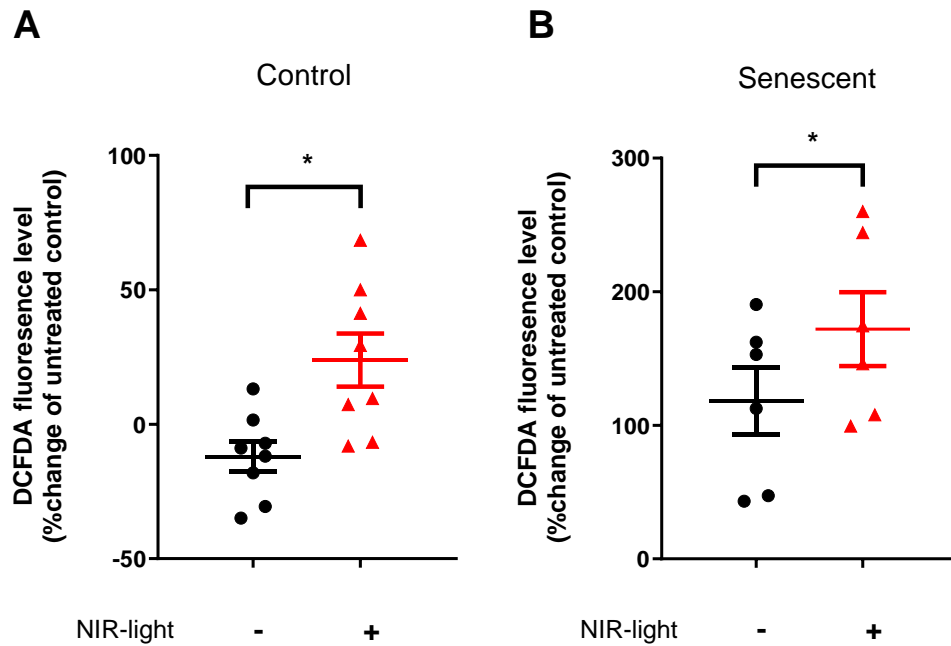 A
Control
*
DCFDA fluoresence level
(%change of untreated control)
100
50
0
-50
NIR-light - +
B
Senescent
*
DCFDA fluoresence level
(%change of untreated control)
300
200
100
0
NIR-light - +